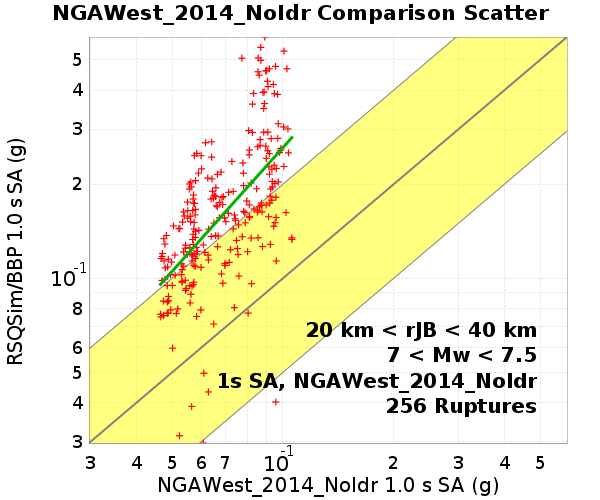 NGAWest_2014_NoIdr Comparison Scatter
RSQSim/BBP 1.0 s SA (g)
5
4
3
2
10-1
8
6
5
4
3
20 km < rJB < 40 km
7 < Mw < 7.5
1s SA, NGAWest_2014_NoIdr
256 Ruptures
3 4 5 6 7 10-1 2 3 4 5
NGAWest_2014_NoIdr 1.0 s SA (g)